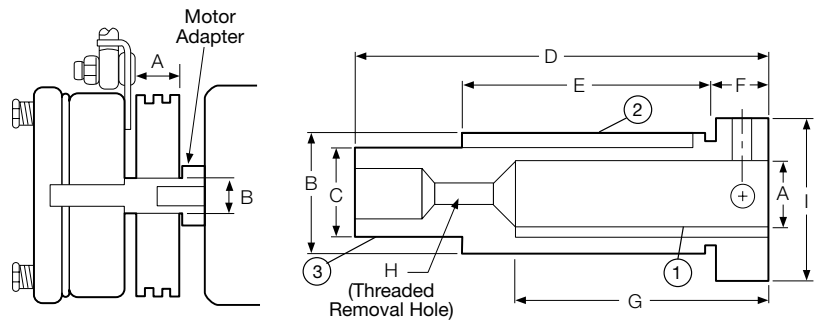 Motor
Adapter
A
B
D
E
F
2
B
C
A
I
3
H
(Threaded
Removal Hole)
1
G